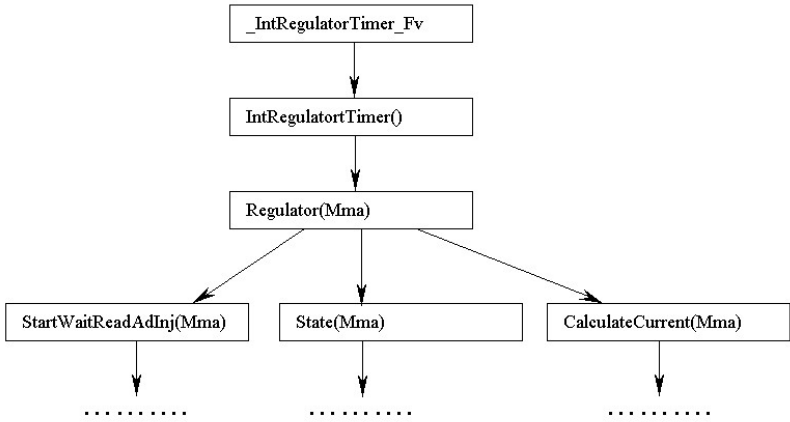 _IntRegulatorTimer_Fv
IntRegulatortTimer()
Regulator(Mma)
StartWaitReadAdInj(Mma) State(Mma) CalculateCurrent(Mma)
.......... .......... ..........